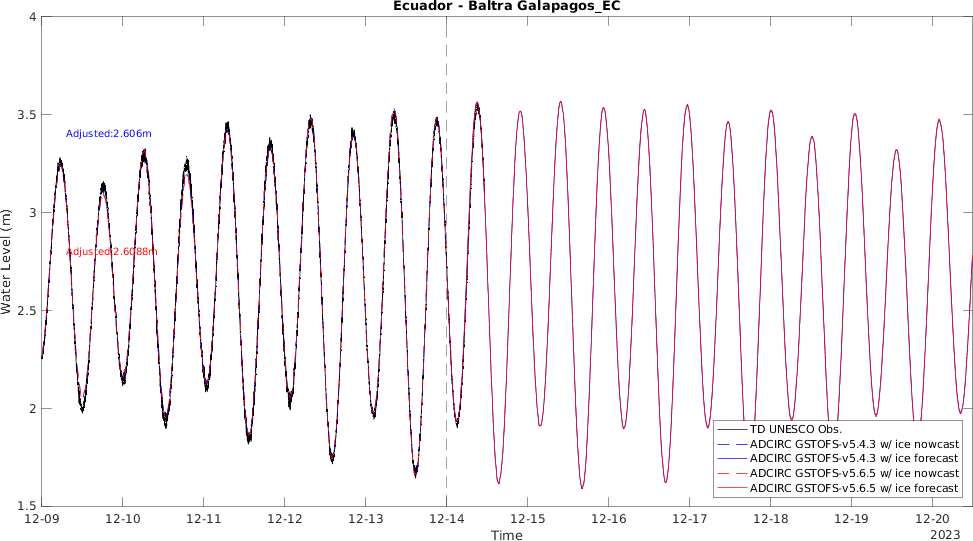 Ecuador - Baltra Galapagos_EC
4
3.5
3
2.5
2
1.5
Water Level (m)
Adjusted:2.606m
Adjusted:2.6088m
TD UNESCO Obs.
ADCIRC GSTOFS-v5.4.3 w/ ice nowcast
ADCIRC GSTOFS-v5.4.3 w/ ice forecast
ADCIRC GSTOFS-v5.6.5 w/ ice nowcast
ADCIRC GSTOFS-v5.6.5 w/ ice forecast
12-09 12-10 12-11 12-12 12-13 12-14 12-15 12-16 12-17 12-18 12-19 12-20
2023
Time